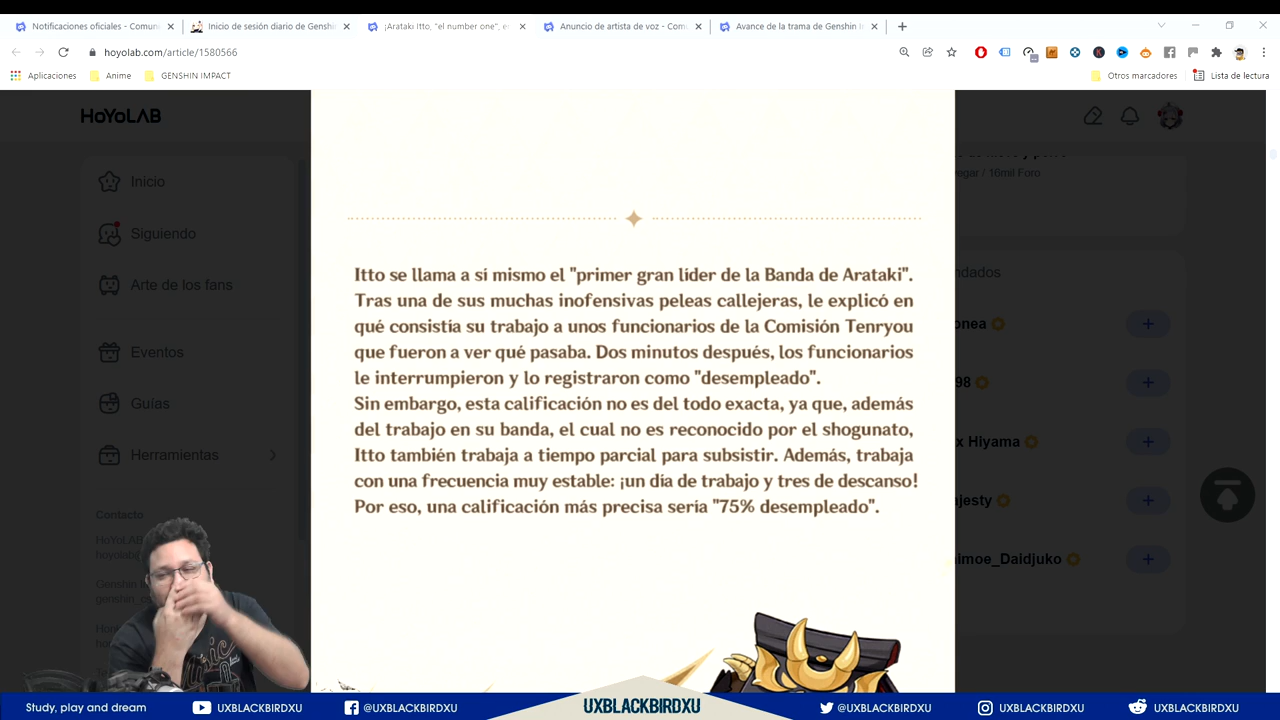 Notificaciones oficiales - Comuni
Inicio de sesión diario de Genshi
¡Arataki Itto, "el number one", e
Anuncio de artista de voz - Com
Avance de la trama de Genshin I
hoyolab.com/article/1580566
Aplicaciones
Anime
GENSHIN IMPACT
Otros marcadores
Lista de lectura
HoYoLAB
Inicio
Siguiendo
Arte de los fans
Eventos
Guías
Herramientas
Contacto
egar / 16mil Foro
ndados
onea
98
x Hiyama
ajesty
imoe_Daidjuko
Itto se llama a sí mismo el "primer gran líder de la Banda de Arataki".
Tras una de sus muchas inofensivas peleas callejeras, le explicó en
qué consistía su trabajo a unos funcionarios de la Comisión Tenryou
que fueron a ver qué pasaba. Dos minutos después, los funcionarios
le interrumpieron y lo registraron como "desempleado".
Sin embargo, esta calificación no es del todo exacta, ya que, además
del trabajo en su banda, el cual no es reconocido por el shogunato,
Itto también trabaja a tiempo parcial para subsistir. Además, trabaja
con una frecuencia muy estable: ¡un día de trabajo y tres de descanso!
Por eso, una calificación más precisa sería "75% desempleado".
Study, play and dream
UXBLACKBIRDXU
@UXBLACKBIRDXU
UXBLACKBIRDXU
@UXBLACKBIRDXU
UXBLACKBIRDXU
UXBLACKBIRDXU